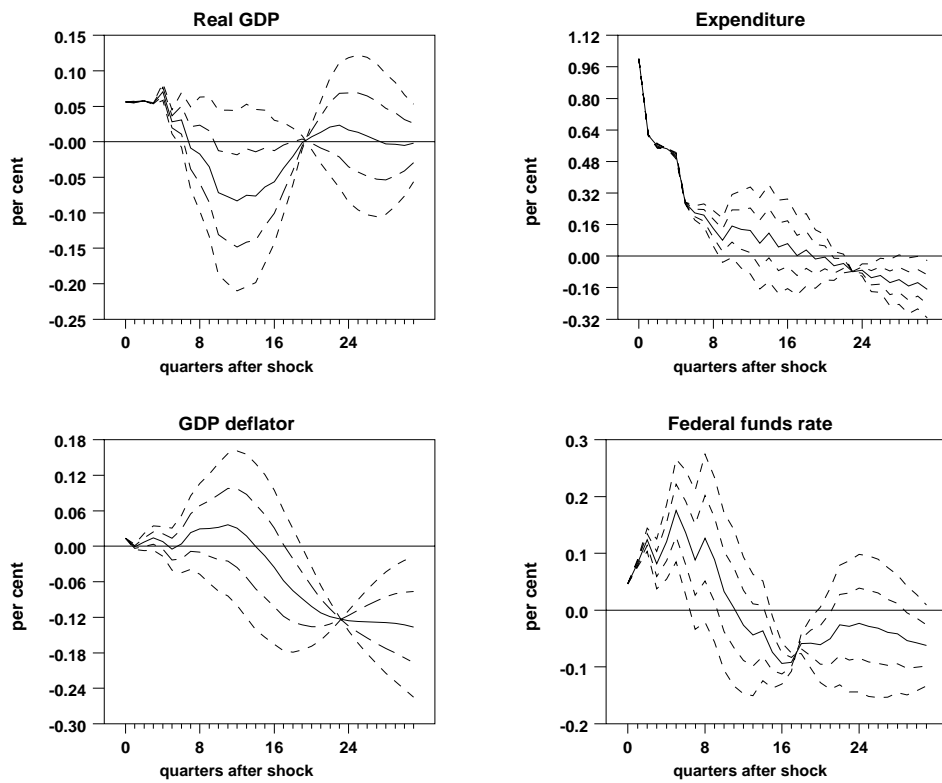 Real GDP
0.15
0.10
0.05
-0.00
-0.05
-0.10
-0.15
-0.20
-0.25
per cent
0 8 16 24
quarters after shock
Expenditure
1.12
0.96
0.80
0.64
0.48
0.32
0.16
0.00
-0.16
-0.32
per cent
0 8 16 24
quarters after shock
GDP deflator
0.18
0.12
0.06
0.00
-0.06
-0.12
-0.18
-0.24
-0.30
per cent
0 8 16 24
quarters after shock
Federal funds rate
0.3
0.2
0.1
0.0
-0.1
-0.2
per cent
0 8 16 24
quarters after shock